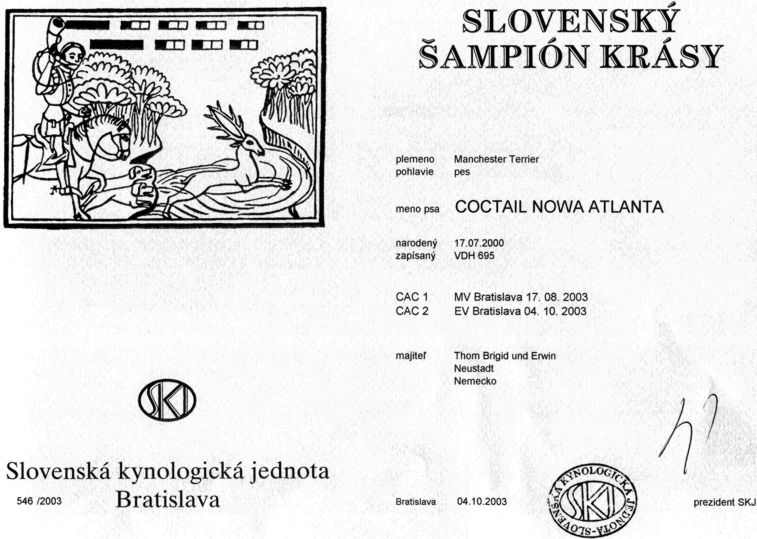 SKJ
Slovenská kynologická jednota
546 /2003
Bratislava
SLOVENSKÝ
ŠAMPIÓN KRÁSY
plemeno Manchester Terrier
pohlavie pes
meno psa COCTAIL NOWA ATLANTA
narodený 17.07.2000
zapísaný VDH 695
CAC 1 MV Bratislava 17. 08. 2003
CAC 2 EV Bratislava 04. 10. 2003
majiteľ Thom Brigid und Erwin
Neustadt
Nemecko
Bratislava 04.10.2003
SLOVENSKÁ KYNOLOGICKÁ JEDNOTA
SKJ
prezident SKJ